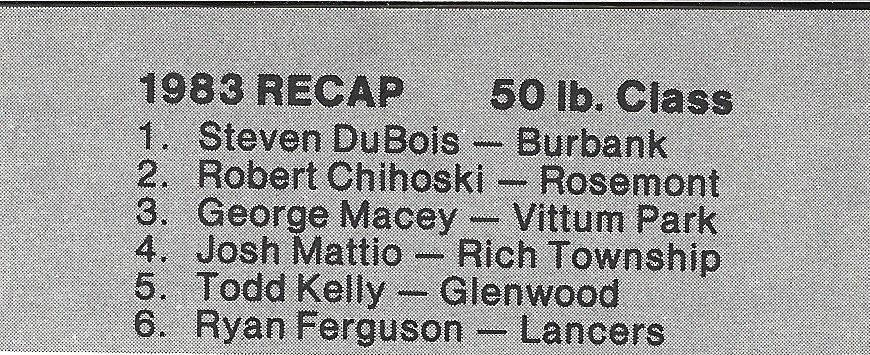 1983 RECAP 50 lb. Class
1. Steven DuBois — Burbank
2. Robert Chihoski — Rosemont
3. George Macey — Vittum Park
4. Josh Mattio — Rich Township
5. Todd Kelly — Glenwood
6. Ryan Ferguson — Lancers